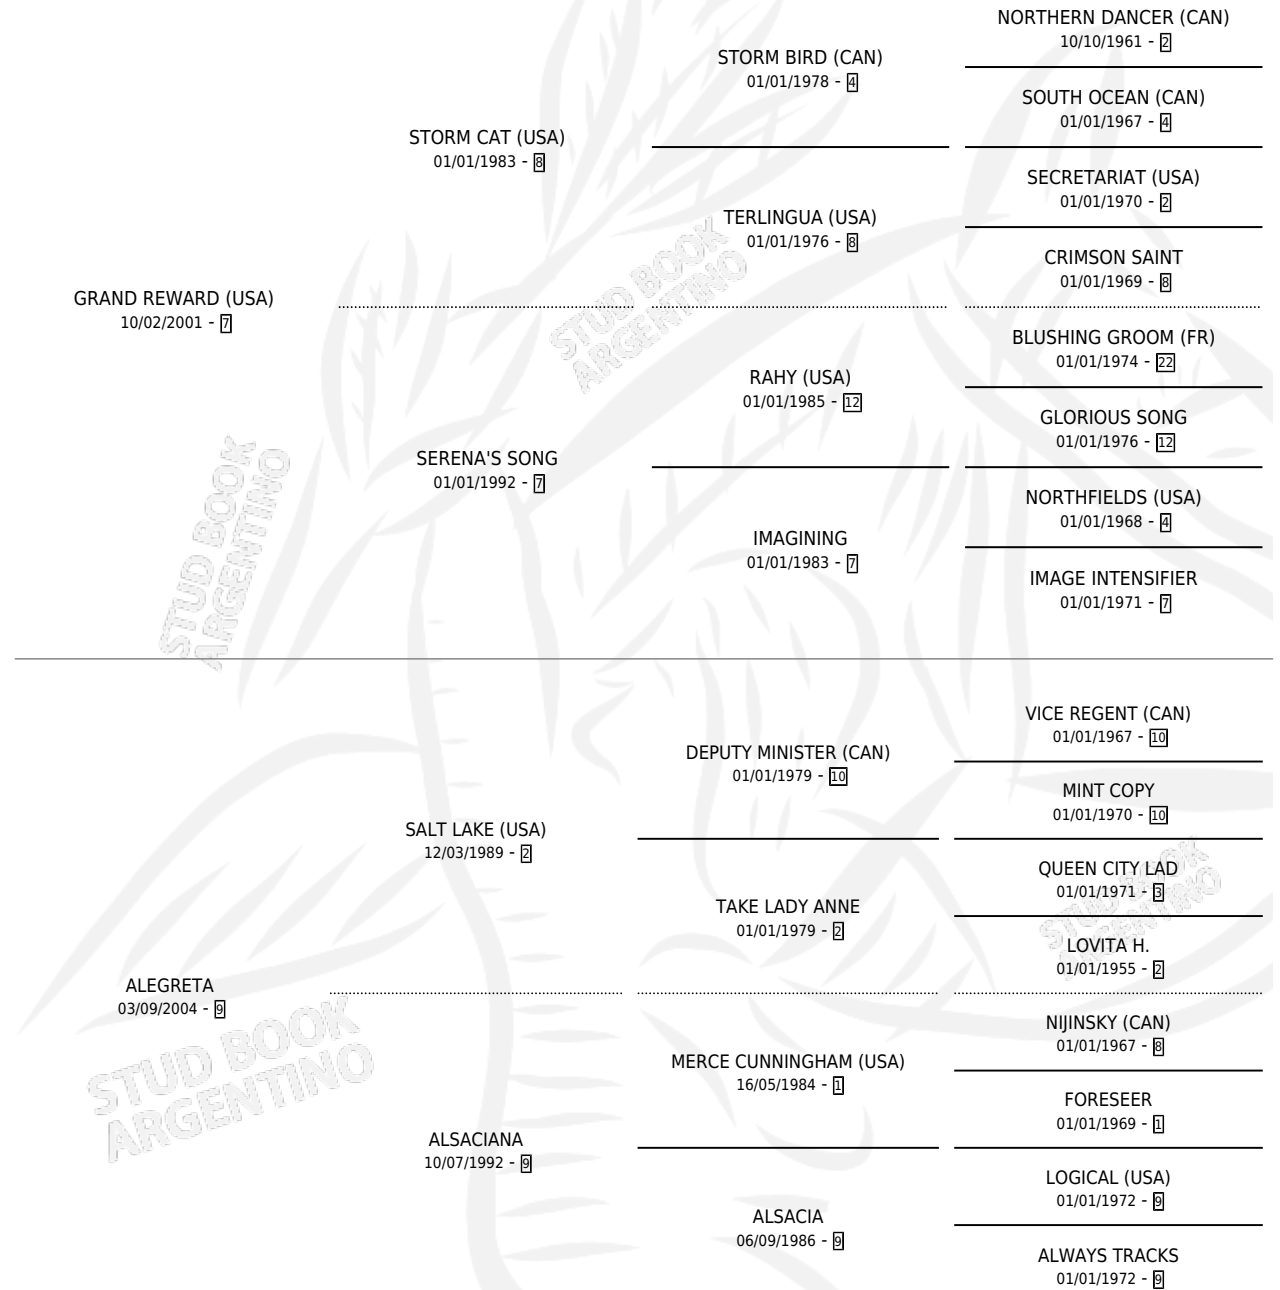 NORTHERN DANCER (CAN)
10/10/1961 - 2
STORM BIRD (CAN)
01/01/1978 - 4
SOUTH OCEAN (CAN)
01/01/1967 - 4
STORM CAT (USA)
01/01/1983 - 8
SECRETARIAT (USA)
01/01/1970 - 2
TERLINGUA (USA)
01/01/1976 - 8
CRIMSON SAINT
01/01/1969 - 8
GRAND REWARD (USA)
10/02/2001 - 7
BLUSHING GROOM (FR)
01/01/1974 - 22
RAHY (USA)
01/01/1985 - 12
GLORIOUS SONG
01/01/1976 - 12
SERENA'S SONG
01/01/1992 - 7
NORTHFIELDS (USA)
01/01/1968 - 4
IMAGINING
01/01/1983 - 7
IMAGE INTENSIFIER
01/01/1971 - 7
STUD BOOK
ARGENTINO
STUD BOOK
ARGENTINO
VICE REGENT (CAN)
01/01/1967 - 10
DEPUTY MINISTER (CAN)
01/01/1979 - 10
MINT COPY
01/01/1970 - 10
SALT LAKE (USA)
12/03/1989 - 2
QUEEN CITY LAD
01/01/1971 - 3
TAKE LADY ANNE
01/01/1979 - 2
LOVITA H.
01/01/1955 - 2
ALEGRETA
03/09/2004 - 9
NIJINSKY (CAN)
01/01/1967 - 8
MERCE CUNNINGHAM (USA)
16/05/1984 - 1
FORESEER
01/01/1969 - 1
ALSACIANA
10/07/1992 - 9
LOGICAL (USA)
01/01/1972 - 9
ALSACIA
06/09/1986 - 9
ALWAYS TRACKS
01/01/1972 - 9
STUD BOOK
ARGENTINO
STUD BOOK
ARGENTINO